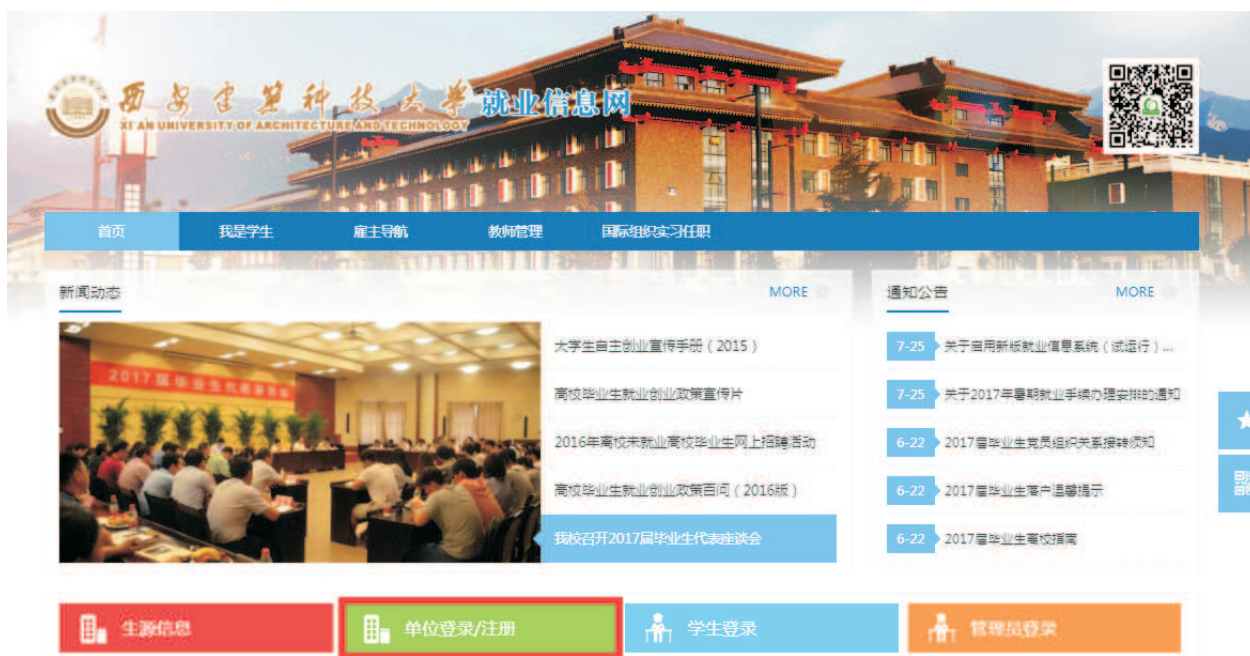 西安建筑科技大学
就业信息网
XI'AN UNIVERSITY OF ARCHITECTURE AND TECHNOLOGY
首页 我是学生 雇主导航 教师管理 国际组织实习任职
新闻动态 MORE
2017届毕业生代表座谈会
大学生自主创业宣传手册（2015）
高校毕业生就业创业政策宣传片
2016年离校未就业高校毕业生网上招聘活动
高校毕业生就业创业政策百问（2016版）
我校召开2017届毕业生代表座谈会
通知公告 MORE
7-25 关于启用新版就业信息系统（试运行）...
7-25 关于2017年暑期就业手续办理安排的通知
6-22 2017届毕业生党员组织关系接转须知
6-22 2017届毕业生落户温馨提示
6-22 2017届毕业生离校指南
生源信息 单位登录/注册 学生登录 管理员登录